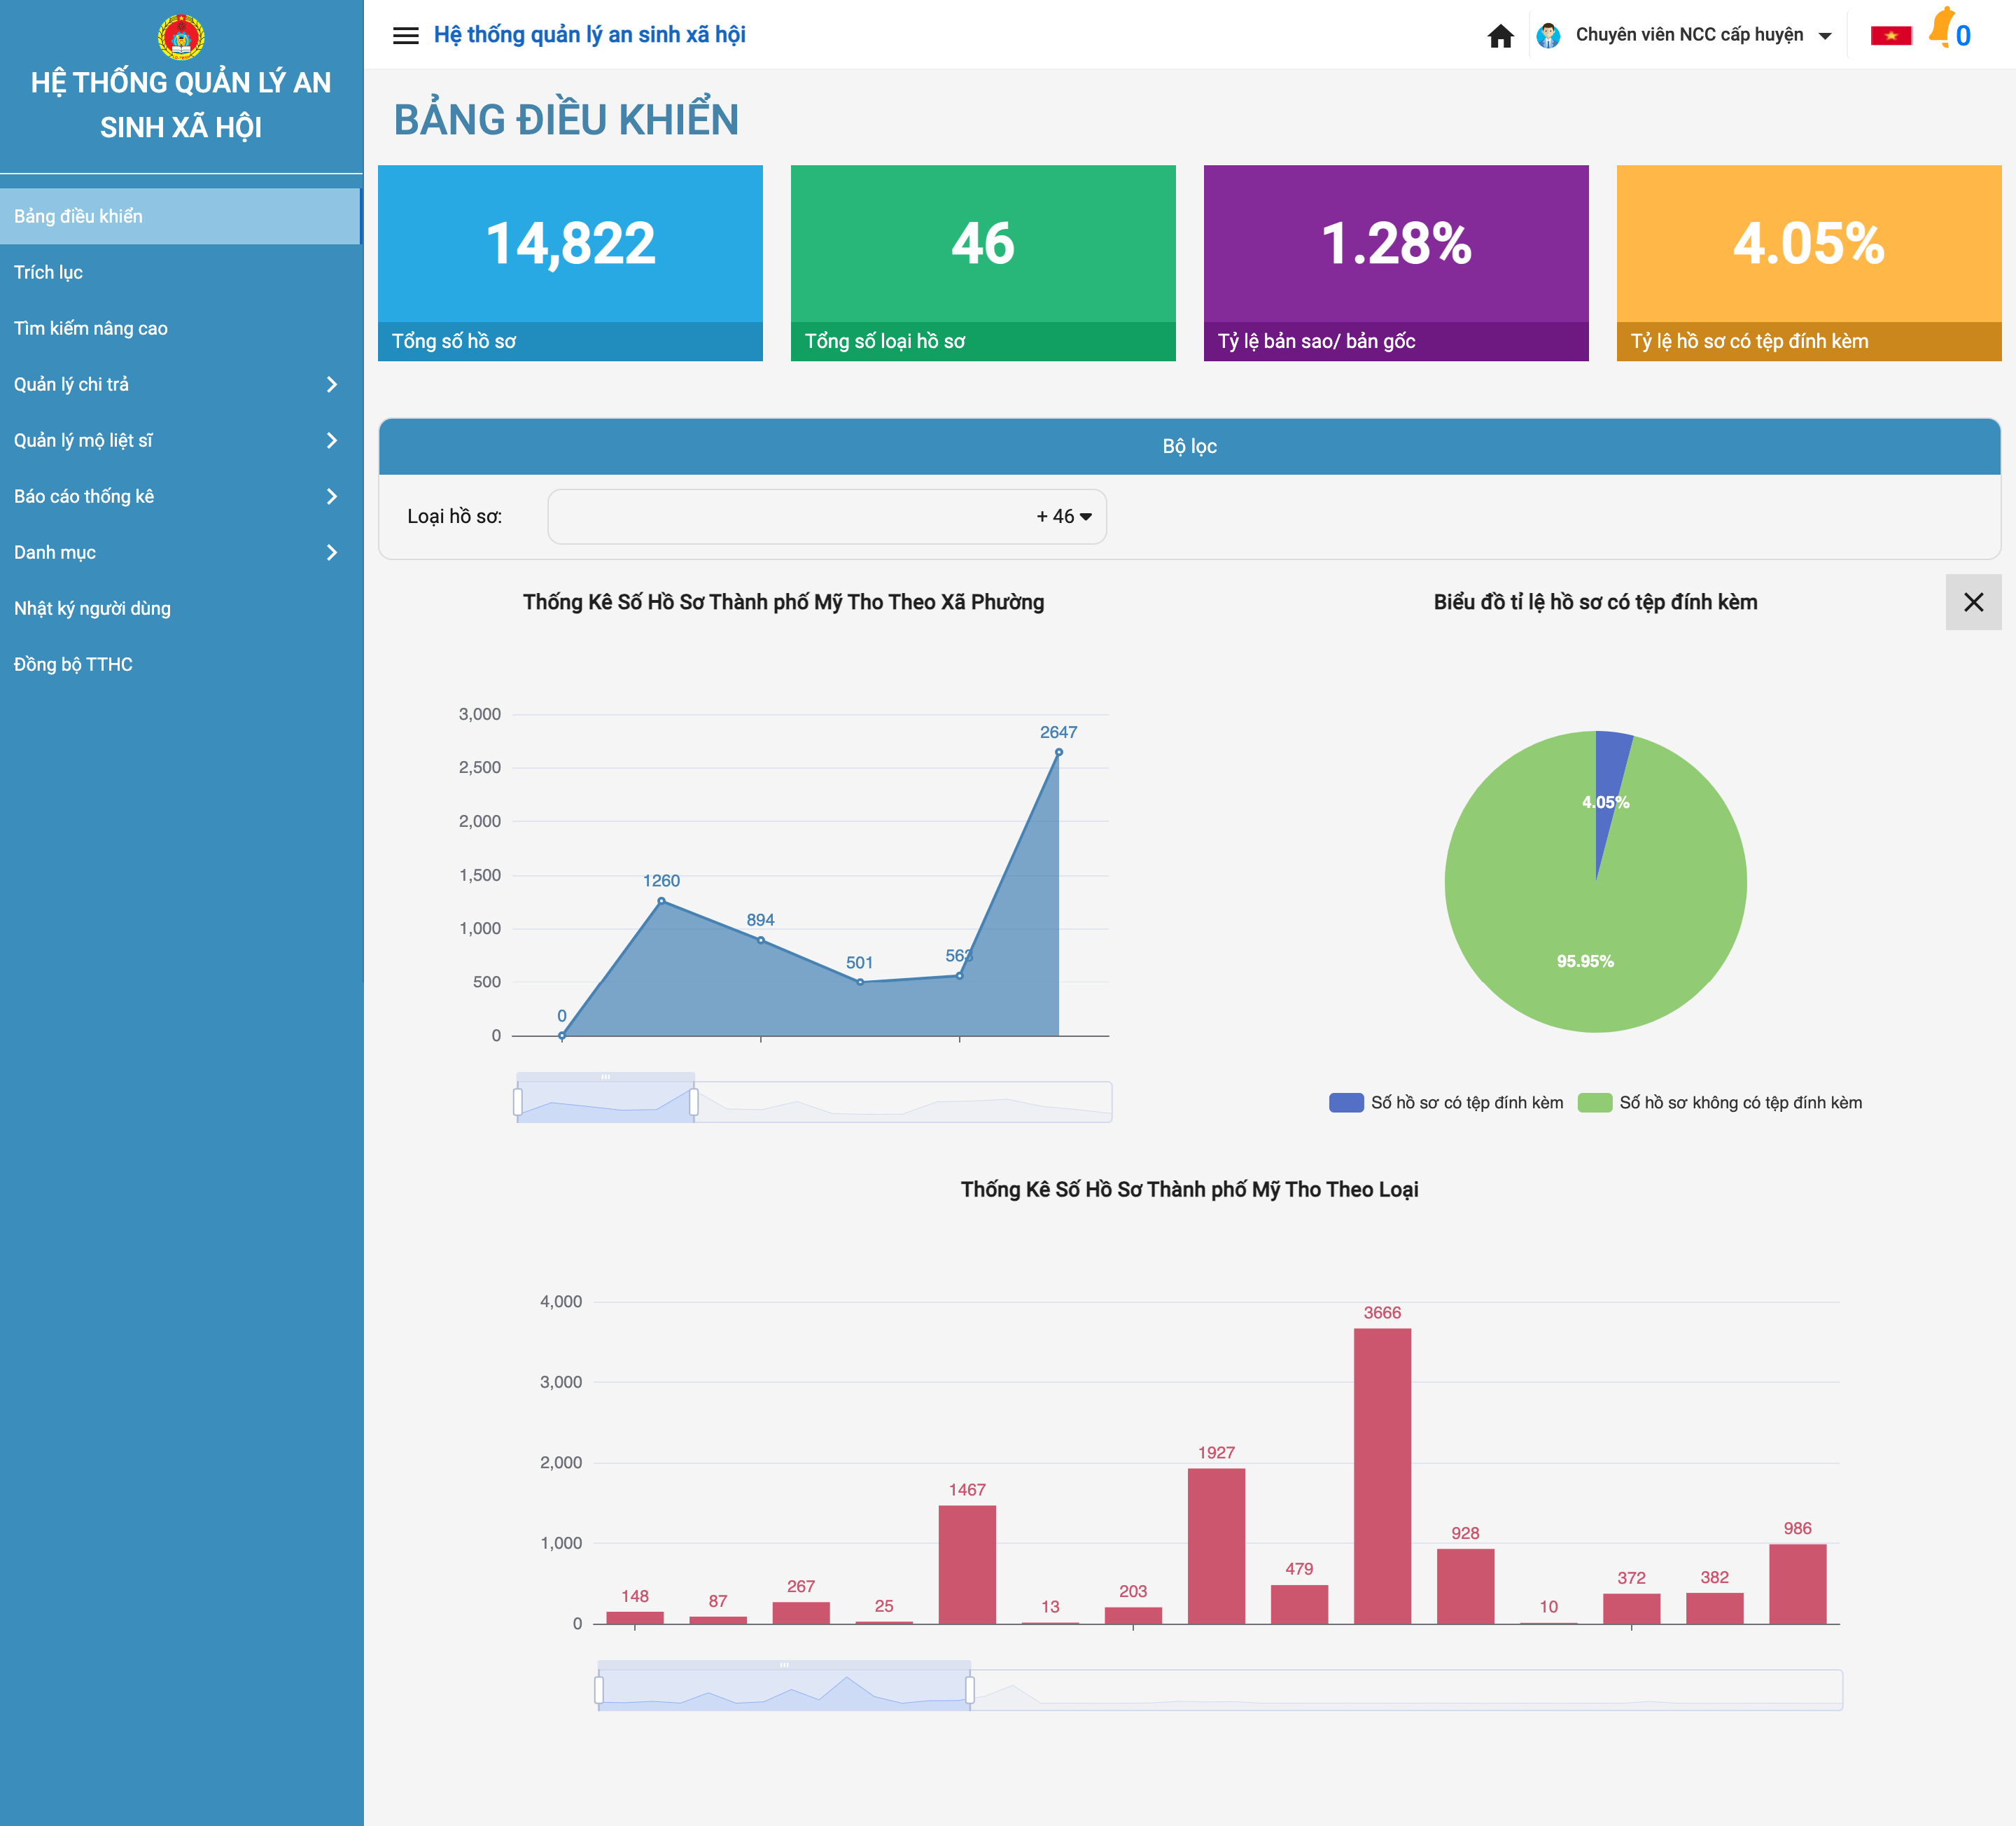 HỆ THỐNG QUẢN LÝ AN
SINH XÃ HỘI
Bảng điều khiển
Trích lục
Tìm kiếm nâng cao
Quản lý chi trả
Quản lý mộ liệt sĩ
Báo cáo thống kê
Danh mục
Nhật ký người dùng
Đồng bộ TTHC
Hệ thống quản lý an sinh xã hội
Chuyên viên NCC cấp huyện
0
BẢNG ĐIỀU KHIỂN
14,822
Tổng số hồ sơ
46
Tổng số loại hồ sơ
1.28%
Tỷ lệ bản sao/ bản gốc
4.05%
Tỷ lệ hồ sơ có tệp đính kèm
Bộ lọc
Loại hồ sơ:
+ 46
Thống Kê Số Hồ Sơ Thành phố Mỹ Tho Theo Xã Phường
3,000
2,500
2,000
1,500
1,000
500
0
0
1260
894
501
563
2647
Biểu đồ tỉ lệ hồ sơ có tệp đính kèm
4.05%
95.95%
Số hồ sơ có tệp đính kèm
Số hồ sơ không có tệp đính kèm
Thống Kê Số Hồ Sơ Thành phố Mỹ Tho Theo Loại
4,000
3,000
2,000
1,000
0
148
87
267
25
1467
13
203
1927
479
3666
928
10
372
382
986